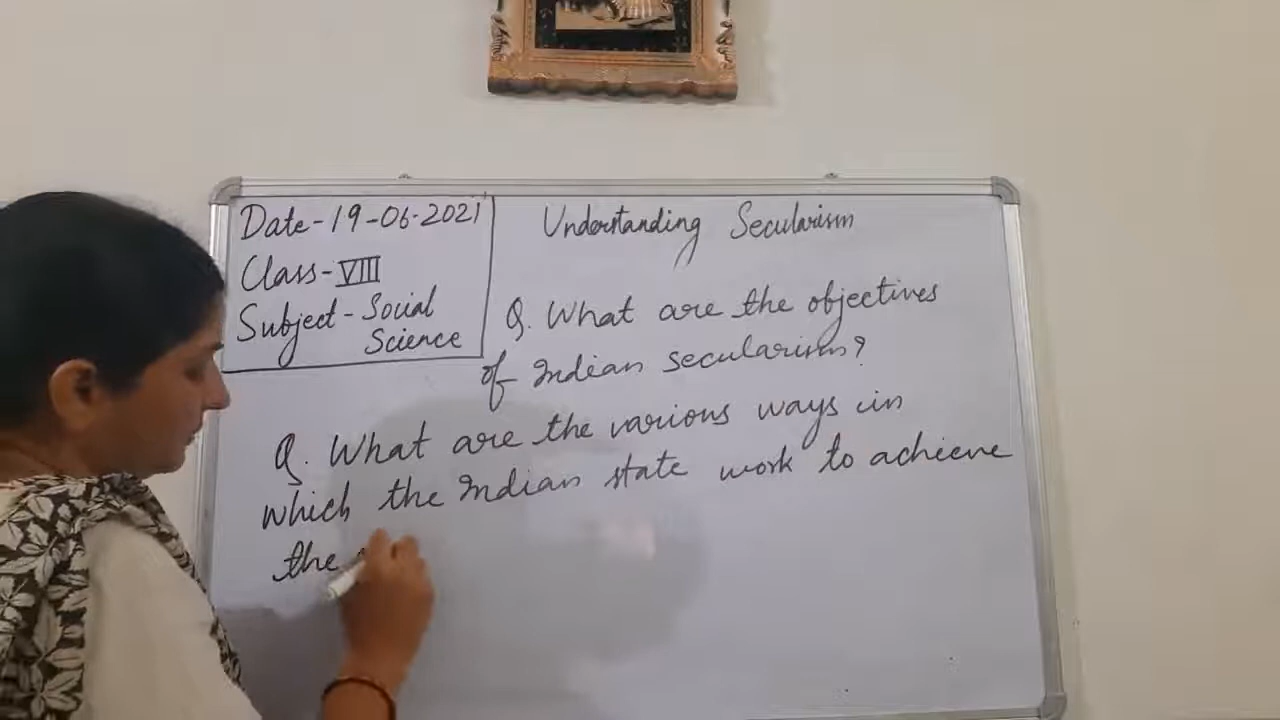 Date-19-06-2021
Class-VIII
Subject-Social
Science
Understanding Secularism
Q. What are the objectives
of Indian secularism?
Q. What are the various ways in
which the Indian state work to achieve
the